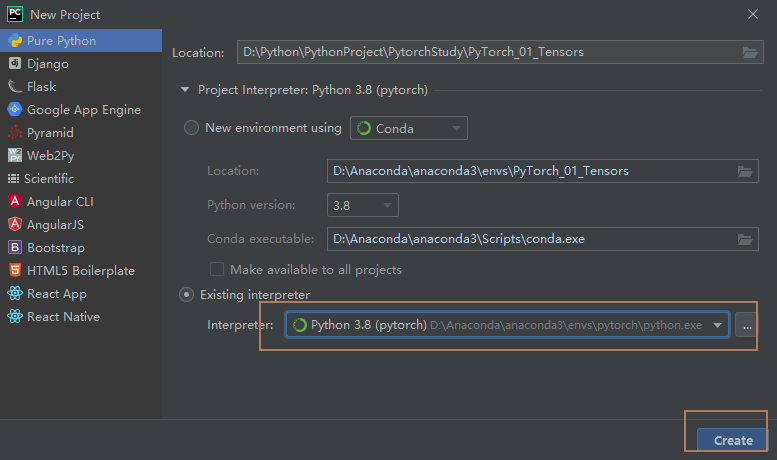 PC
New Project
Pure Python
Django
Flask
Google App Engine
Pyramid
Web2Py
Scientific
Angular CLI
AngularJS
Bootstrap
HTML5 Boilerplate
React App
React Native
Location: D:\Python\PythonProject\PytorchStudy\PyTorch_01_Tensors
Project Interpreter: Python 3.8 (pytorch)
New environment using Conda
Location: D:\Anaconda\anaconda3\envs\PyTorch_01_Tensors
Python version: 3.8
Conda executable: D:\Anaconda\anaconda3\Scripts\conda.exe
Make available to all projects
Existing interpreter
Interpreter: Python 3.8 (pytorch) D:\Anaconda\anaconda3\envs\pytorch\python.exe ...
Create